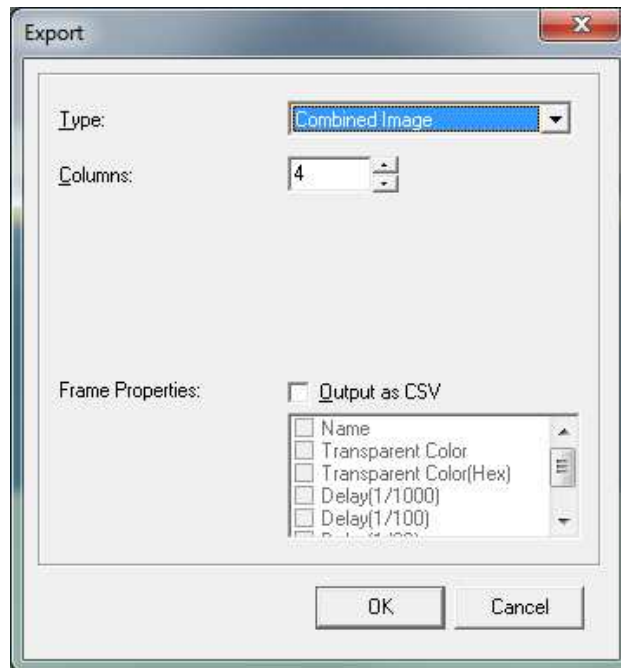 Export
Type: Combined Image
Columns: 4
Frame Properties: Output as CSV
Name
Transparent Color
Transparent Color(Hex)
Delay(1/1000)
Delay(1/100)
OK Cancel